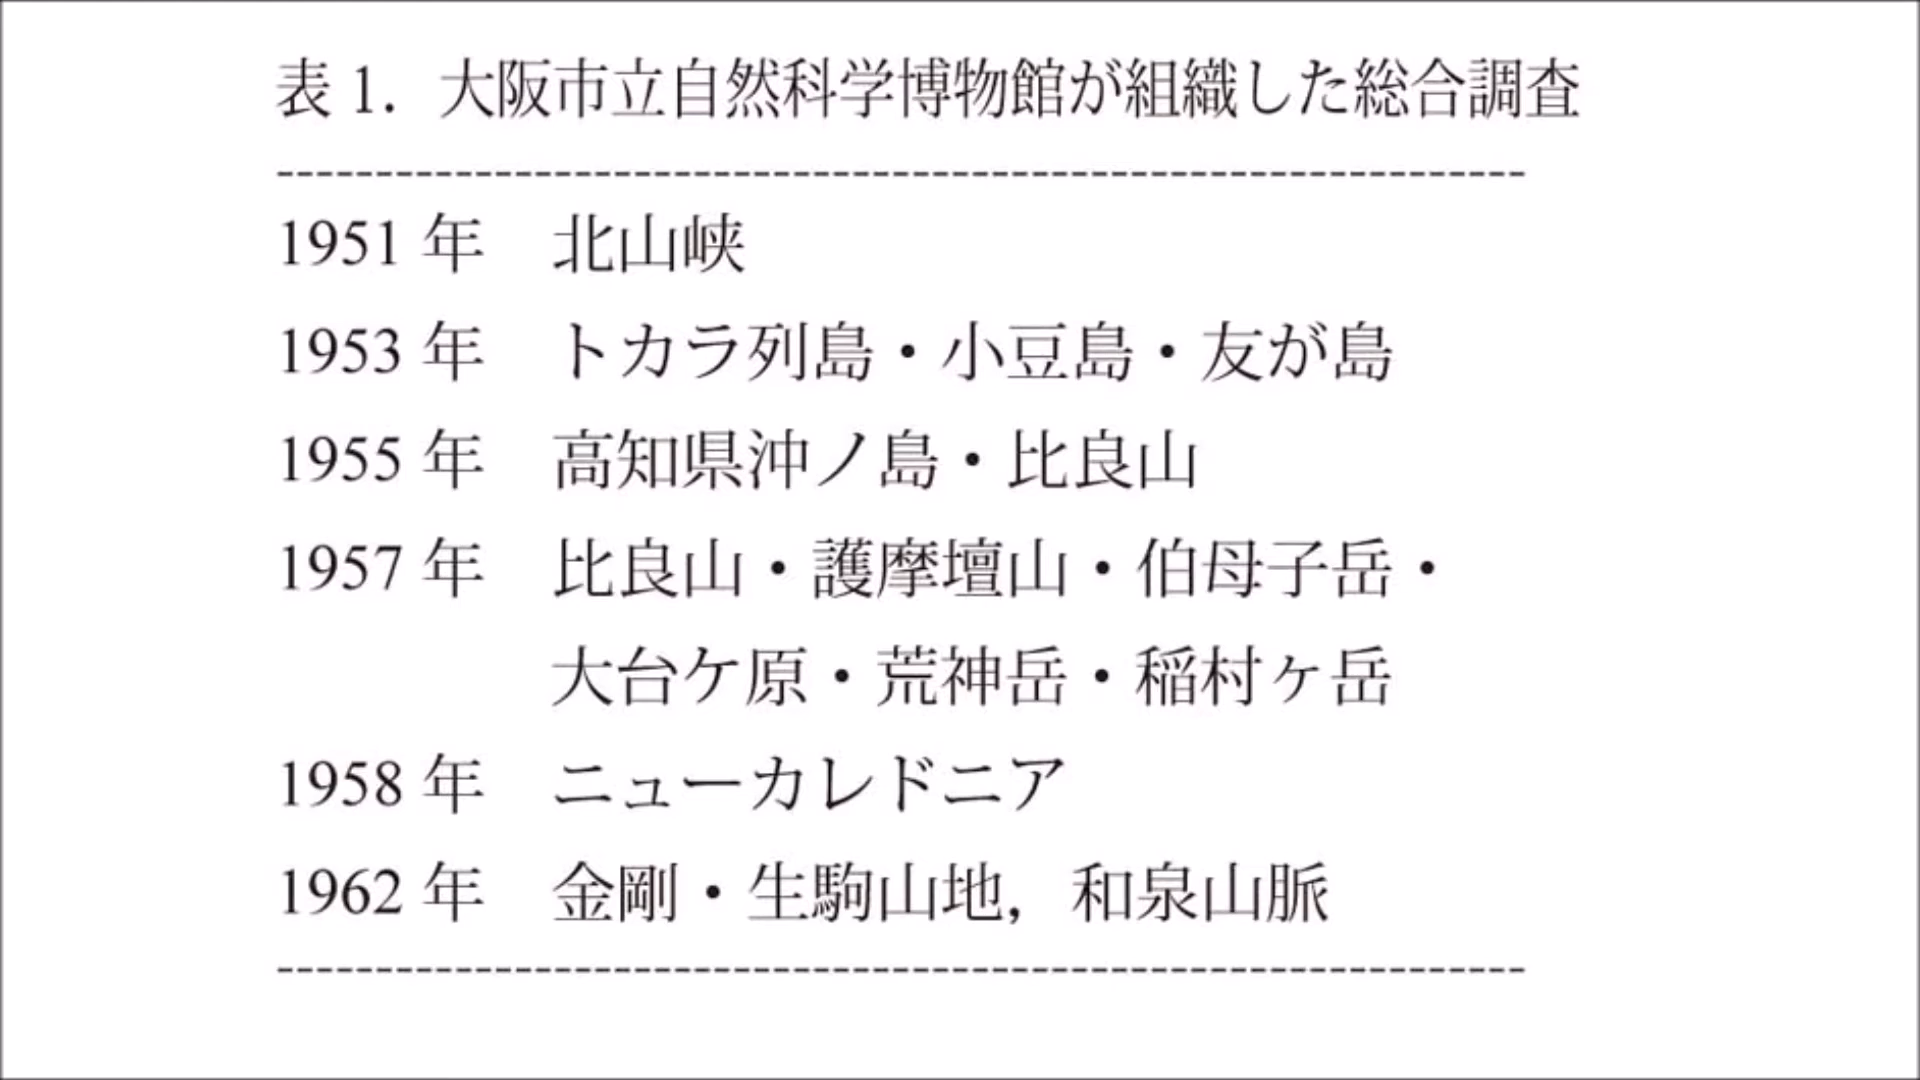 表 1．大阪市立自然科学博物館が組織した総合調査
1951 年　北山峡
1953 年　トカラ列島・小豆島・友が島
1955 年　高知県沖ノ島・比良山
1957 年　比良山・護摩壇山・伯母子岳・
大台ケ原・荒神岳・稲村ヶ岳
1958 年　ニューカレドニア
1962 年　金剛・生駒山地，和泉山脈